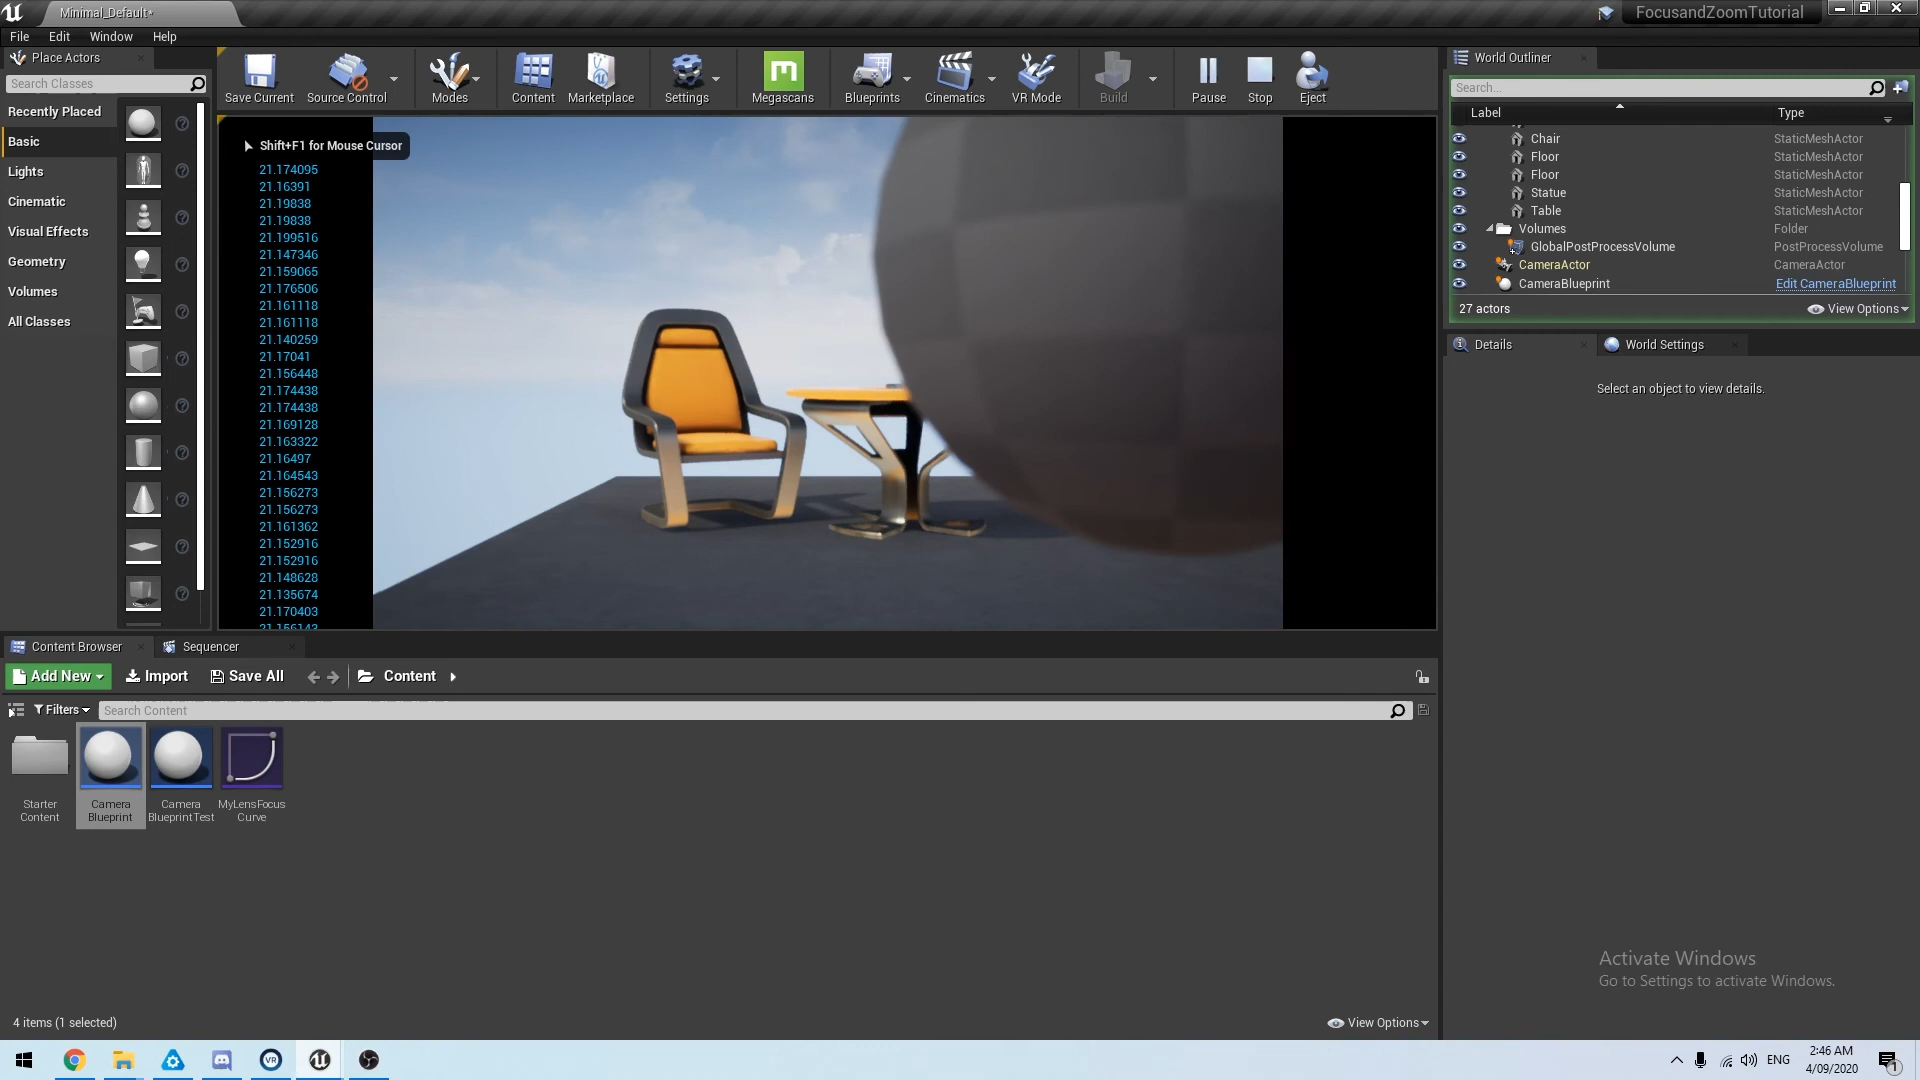 Minimal_Default*
FocusandZoomTutorial
File Edit Window Help
Place Actors
Search Classes
Recently Placed
Basic
Lights
Cinematic
Visual Effects
Geometry
Volumes
All Classes
Save Current
Source Control
Modes
Content
Marketplace
Settings
Megascans
Blueprints
Cinematics
VR Mode
Build
Pause
Stop
Eject
Shift+F1 for Mouse Cursor
21.174095
21.16391
21.19838
21.19838
21.199516
21.147346
21.159065
21.176506
21.161118
21.161118
21.140259
21.17041
21.156448
21.174438
21.174438
21.169128
21.163322
21.16497
21.164543
21.156273
21.156273
21.161362
21.152916
21.152916
21.148628
21.135674
21.170403
21.156143
World Outliner
Search...
Label Type
Chair StaticMeshActor
Floor StaticMeshActor
Floor StaticMeshActor
Statue StaticMeshActor
Table StaticMeshActor
Volumes Folder
GlobalPostProcessVolume PostProcessVolume
CameraActor CameraActor
CameraBlueprint Edit CameraBlueprint
27 actors View Options
Details World Settings
Select an object to view details.
Content Browser Sequencer
Add New Import Save All Content
Filters Search Content
Starter
Content
Camera
Blueprint
Camera
BlueprintTest
MyLensFocus
Curve
4 items (1 selected) View Options
Activate Windows
Go to Settings to activate Windows.
VR
ENG
2:46 AM
4/09/2020
1